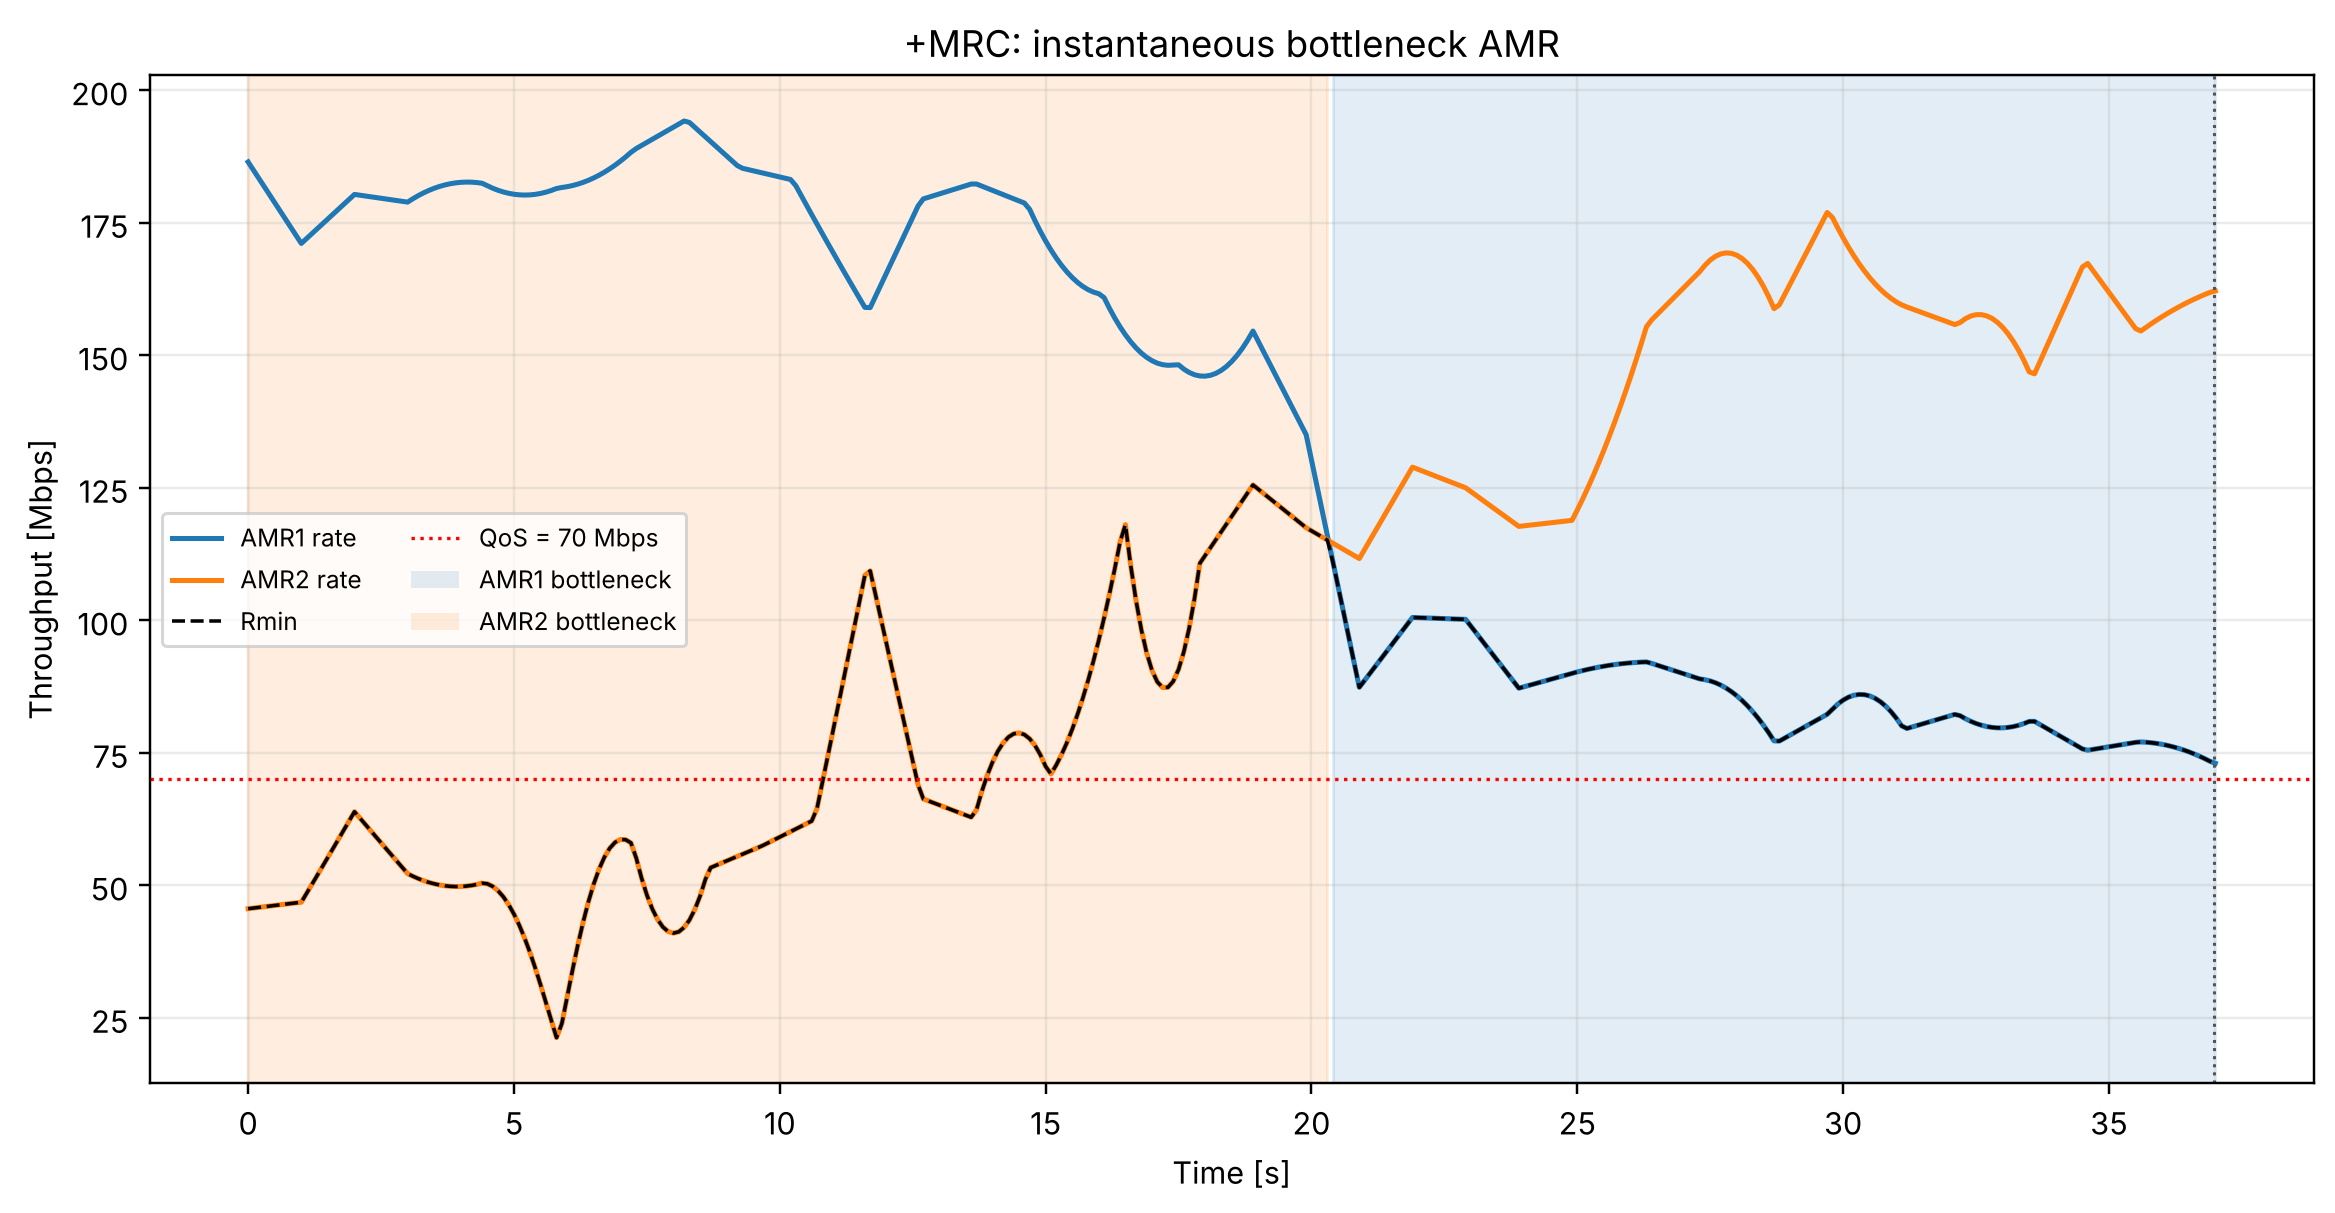 +MRC: instantaneous bottleneck AMR
Throughput [Mbps]
200
175
150
125
100
75
50
25
AMR1 rate
AMR2 rate
Rmin
QoS = 70 Mbps
AMR1 bottleneck
AMR2 bottleneck
0 5 10 15 20 25 30 35
Time [s]